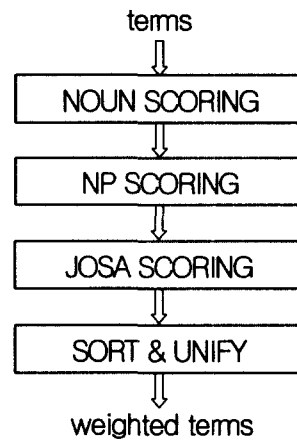 terms
NOUN SCORING
NP SCORING
JOSA SCORING
SORT & UNIFY
weighted terms